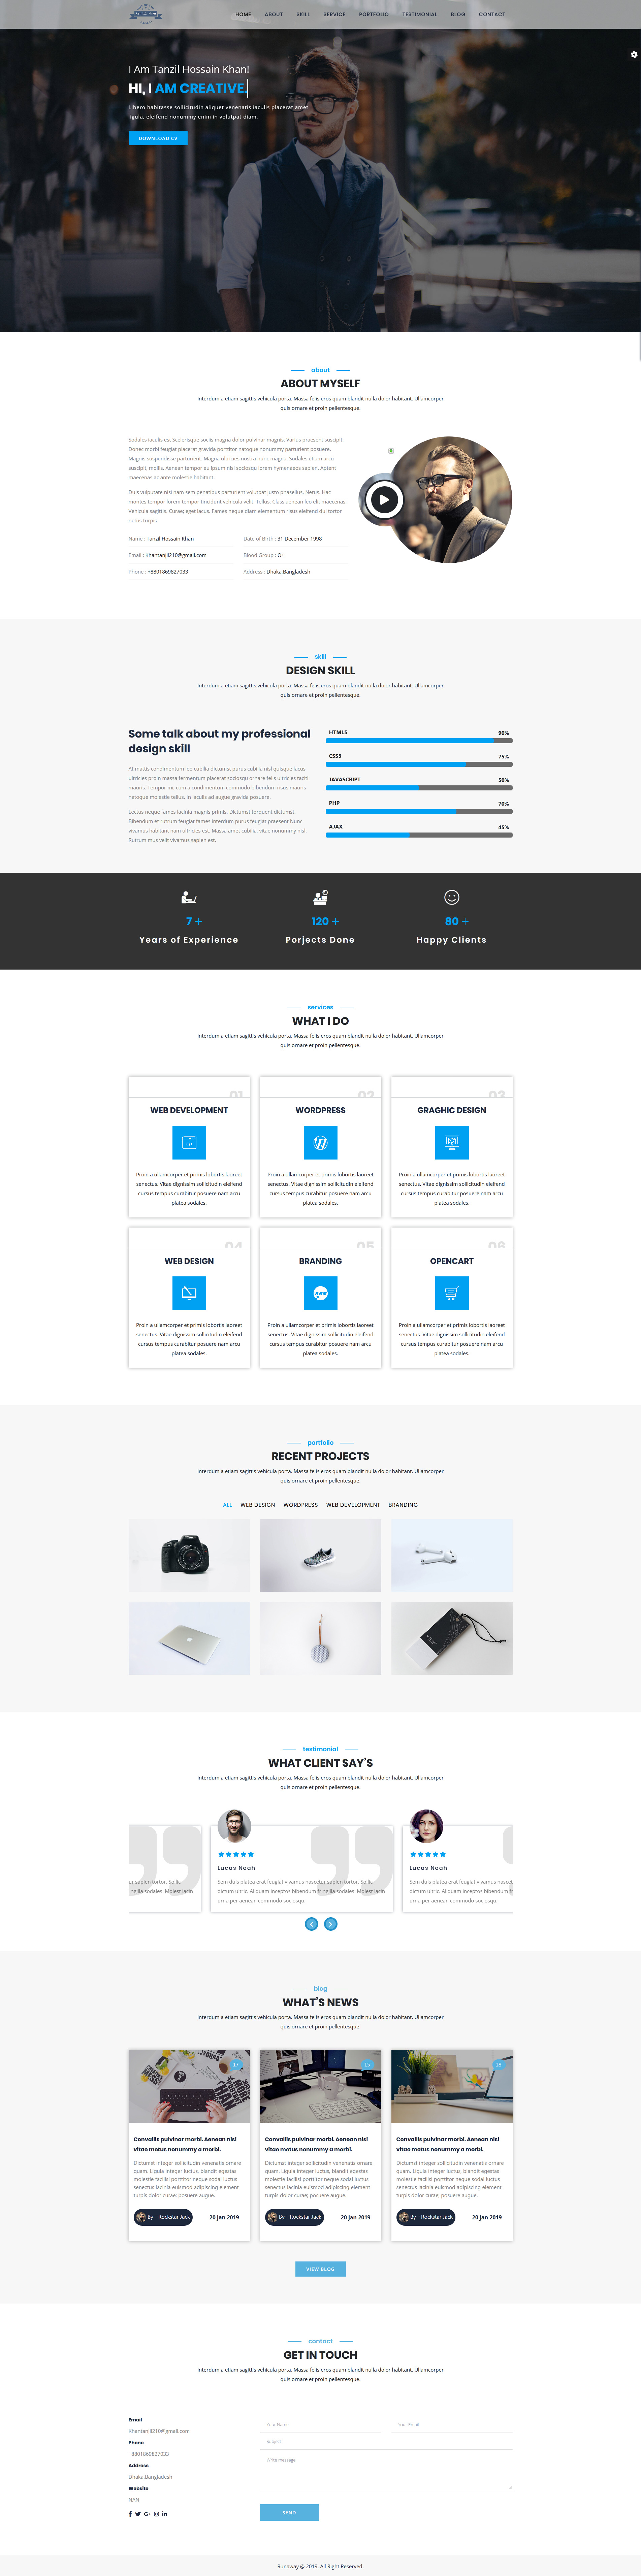 HOME ABOUT SKILL SERVICE PORTFOLIO TESTIMONIAL BLOG CONTACT
I Am Tanzil Hossain Khan!
HI, I AM CREATIVE.
Libero habitasse sollicitudin aliquet venenatis iaculis placerat amet
ligula, eleifend nonummy enim in volutpat diam.
DOWNLOAD CV
about
ABOUT MYSELF
Interdum a etiam sagittis vehicula porta. Massa felis eros quam blandit nulla dolor habitant. Ullamcorper
quis ornare et proin pellentesque.
Sodales iaculis est Scelerisque sociis magna dolor pulvinar magnis. Varius praesent suscipit.
Donec morbi feugiat placerat gravida porttitor natoque nonummy parturient posuere.
Magnis suspendisse parturient. Magna ultricies nostra nunc magna. Sodales etiam arcu
suscipit, mollis. Aenean tempor eu ipsum nisi sociosqu lorem hymenaeos sapien. Aptent
maecenas ac ante molestie habitant.
Duis vulputate nisi nam sem penatibus parturient volutpat justo phasellus. Netus. Hac
montes tempor lorem tempor tincidunt vehicula velit. Tellus. Class aenean leo elit maecenas.
Vehicula sagittis. Curae; eget lacus. Fames neque diam elementum risus eleifend dui tortor
netus turpis.
Name : Tanzil Hossain Khan
Date of Birth : 31 December 1998
Email : Khantanjil210@gmail.com
Blood Group : O+
Phone : +8801869827033
Address : Dhaka,Bangladesh
skill
DESIGN SKILL
Interdum a etiam sagittis vehicula porta. Massa felis eros quam blandit nulla dolor habitant. Ullamcorper
quis ornare et proin pellentesque.
Some talk about my professional
design skill
At mattis condimentum leo cubilia dictumst purus cubilia nisl quisque lacus
ultricies proin massa fermentum placerat sociosqu ornare felis ultricies taciti
mauris. Tempur mi, cum a condimentum commodo bibendum risus mauris
natoque molestie tellus. In iaculis ad augue gravida posuere.
Lectus neque fames lacinia magnis primis. Dictumst torquent dictumst.
Bibendum et rutrum feugiat fames interdum purus feugiat praesent Nunc
vivamus habitant nam ultricies est. Massa amet cubilia, vitae nonummy nisl.
Rutrum mus velit vivamus sapien est.
HTML5 90%
CSS3 75%
JAVASCRIPT 50%
PHP 70%
AJAX 45%
7 +
Years of Experience
120 +
Porjects Done
80 +
Happy Clients
services
WHAT I DO
Interdum a etiam sagittis vehicula porta. Massa felis eros quam blandit nulla dolor habitant. Ullamcorper
quis ornare et proin pellentesque.
01
WEB DEVELOPMENT
Proin a ullamcorper et primis lobortis laoreet
senectus. Vitae dignissim sollicitudin eleifend
cursus tempus curabitur posuere nam arcu
platea sodales.
02
WORDPRESS
Proin a ullamcorper et primis lobortis laoreet
senectus. Vitae dignissim sollicitudin eleifend
cursus tempus curabitur posuere nam arcu
platea sodales.
03
GRAGHIC DESIGN
Proin a ullamcorper et primis lobortis laoreet
senectus. Vitae dignissim sollicitudin eleifend
cursus tempus curabitur posuere nam arcu
platea sodales.
04
WEB DESIGN
Proin a ullamcorper et primis lobortis laoreet
senectus. Vitae dignissim sollicitudin eleifend
cursus tempus curabitur posuere nam arcu
platea sodales.
05
BRANDING
Proin a ullamcorper et primis lobortis laoreet
senectus. Vitae dignissim sollicitudin eleifend
cursus tempus curabitur posuere nam arcu
platea sodales.
06
OPENCART
Proin a ullamcorper et primis lobortis laoreet
senectus. Vitae dignissim sollicitudin eleifend
cursus tempus curabitur posuere nam arcu
platea sodales.
portfolio
RECENT PROJECTS
Interdum a etiam sagittis vehicula porta. Massa felis eros quam blandit nulla dolor habitant. Ullamcorper
quis ornare et proin pellentesque.
ALL WEB DESIGN WORDPRESS WEB DEVELOPMENT BRANDING
testimonial
WHAT CLIENT SAY'S
Interdum a etiam sagittis vehicula porta. Massa felis eros quam blandit nulla dolor habitant. Ullamcorper
quis ornare et proin pellentesque.
Lucas Noah
Sem duis platea erat feugiat vivamus nascetur sapien tortor. Sollic
dictum ultric. Aliquam inceptos bibendum fringilla sodales. Molest lacin
urna per aenean commodo sociosqu.
Lucas Noah
Sem duis platea erat feugiat vivamus
dictum ultric. Aliquam inceptos bibendum
urna per aenean commodo sociosqu.
blog
WHAT'S NEWS
Interdum a etiam sagittis vehicula porta. Massa felis eros quam blandit nulla dolor habitant. Ullamcorper
quis ornare et proin pellentesque.
17
Convallis pulvinar morbi. Aenean nisi
vitae metus nonummy a morbi.
Dictumst integer sollicitudin venenatis ornare
quam. Ligula integer luctus, blandit egestas
molestie facilisi porttitor neque sodal luctus
senectus lacinia euismod adipiscing element
turpis dolor curae; posuere augue.
By - Rockstar Jack
20 jan 2019
15
Convallis pulvinar morbi. Aenean nisi
vitae metus nonummy a morbi.
Dictumst integer sollicitudin venenatis ornare
quam. Ligula integer luctus, blandit egestas
molestie facilisi porttitor neque sodal luctus
senectus lacinia euismod adipiscing element
turpis dolor curae; posuere augue.
By - Rockstar Jack
20 jan 2019
18
Convallis pulvinar morbi. Aenean nisi
vitae metus nonummy a morbi.
Dictumst integer sollicitudin venenatis ornare
quam. Ligula integer luctus, blandit egestas
molestie facilisi porttitor neque sodal luctus
senectus lacinia euismod adipiscing element
turpis dolor curae; posuere augue.
By - Rockstar Jack
20 jan 2019
VIEW BLOG
contact
GET IN TOUCH
Interdum a etiam sagittis vehicula porta. Massa felis eros quam blandit nulla dolor habitant. Ullamcorper
quis ornare et proin pellentesque.
Email
Khantanjil210@gmail.com
Phone
+8801869827033
Address
Dhaka,Bangladesh
Website
NAN
Your Name
Your Email
Subject
Write message
SEND
Runaway @ 2019. All Right Reserved.